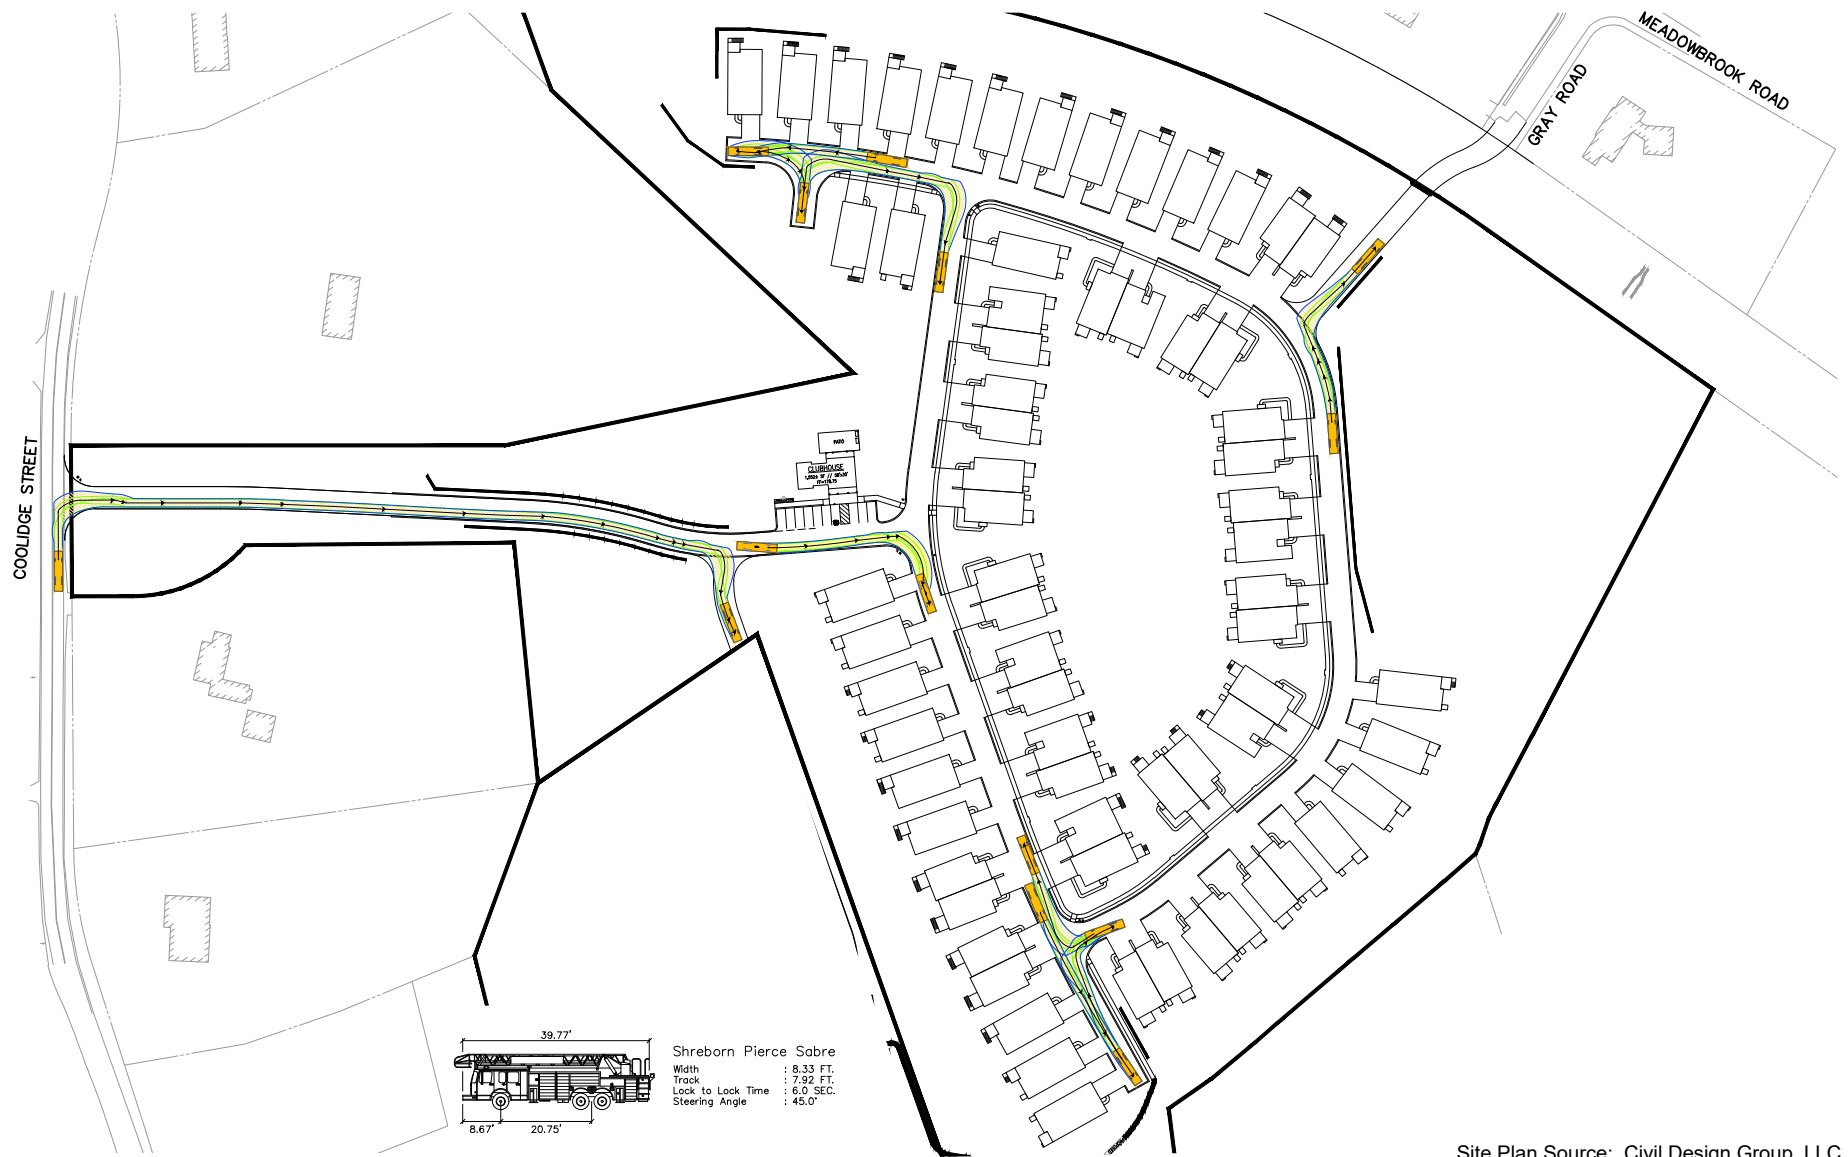 MEADOWBROOK ROAD
GRAY ROAD
COOLIDGE STREET
PATIO
CLUBHOUSE
39.77'
8.67'
20.75'
Shreborn Pierce Sabre
Width : 8.33 FT.
Track : 7.92 FT.
Lock to Lock Time : 6.0 SEC.
Steering Angle : 45.0°
Site Plan Source: Civil Design Group, LLC